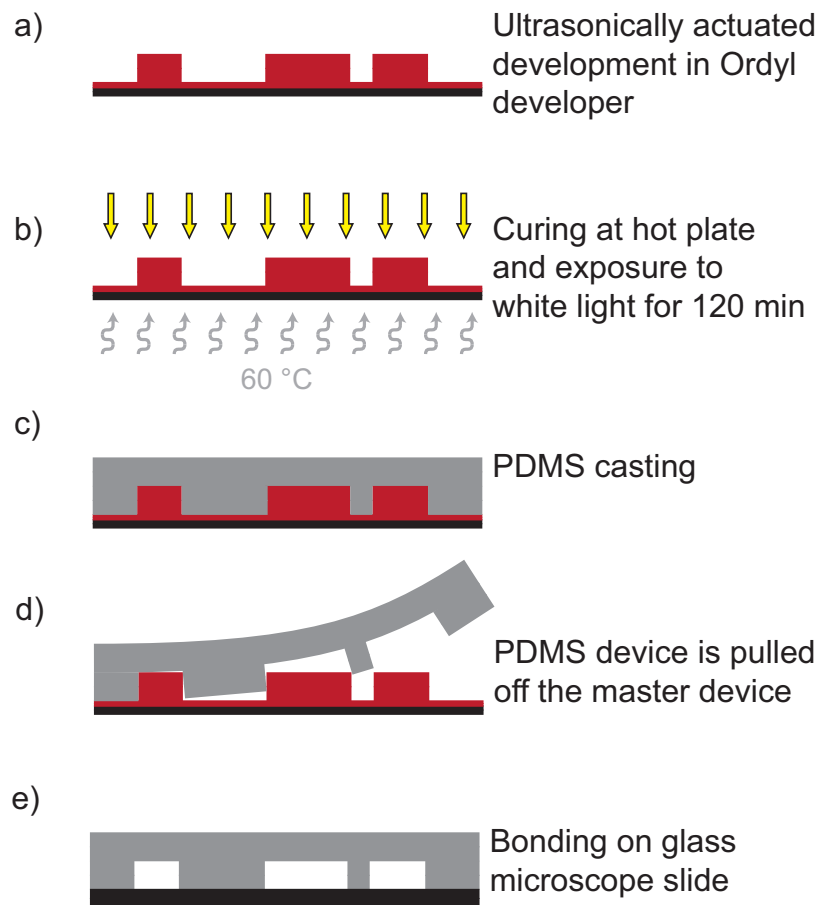 a)
Ultrasonically actuated
development in Ordyl
developer
b)
Curing at hot plate
and exposure to
white light for 120 min
60 °C
c)
PDMS casting
d)
PDMS device is pulled
off the master device
e)
Bonding on glass
microscope slide